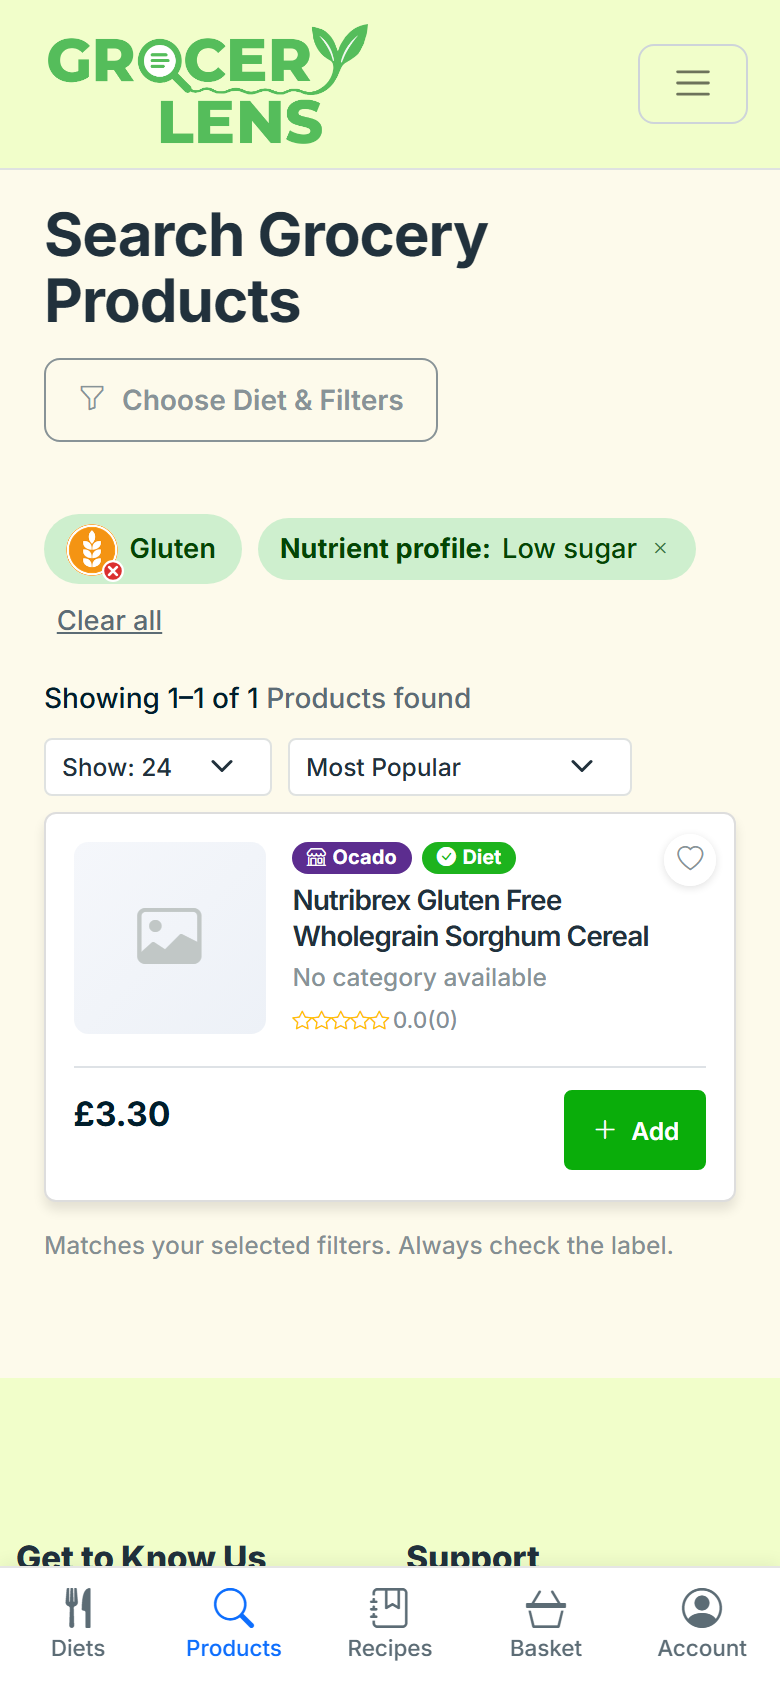 GROCERY
LENS
Search Grocery
Products
Choose Diet & Filters
Gluten
Nutrient profile: Low sugar ×
Clear all
Showing 1–1 of 1 Products found
Show: 24
Most Popular
Ocado
Diet
Nutribrex Gluten Free
Wholegrain Sorghum Cereal
No category available
0.0(0)
£3.30
+ Add
Matches your selected filters. Always check the label.
Get to Know Us
Support
Diets
Products
Recipes
Basket
Account